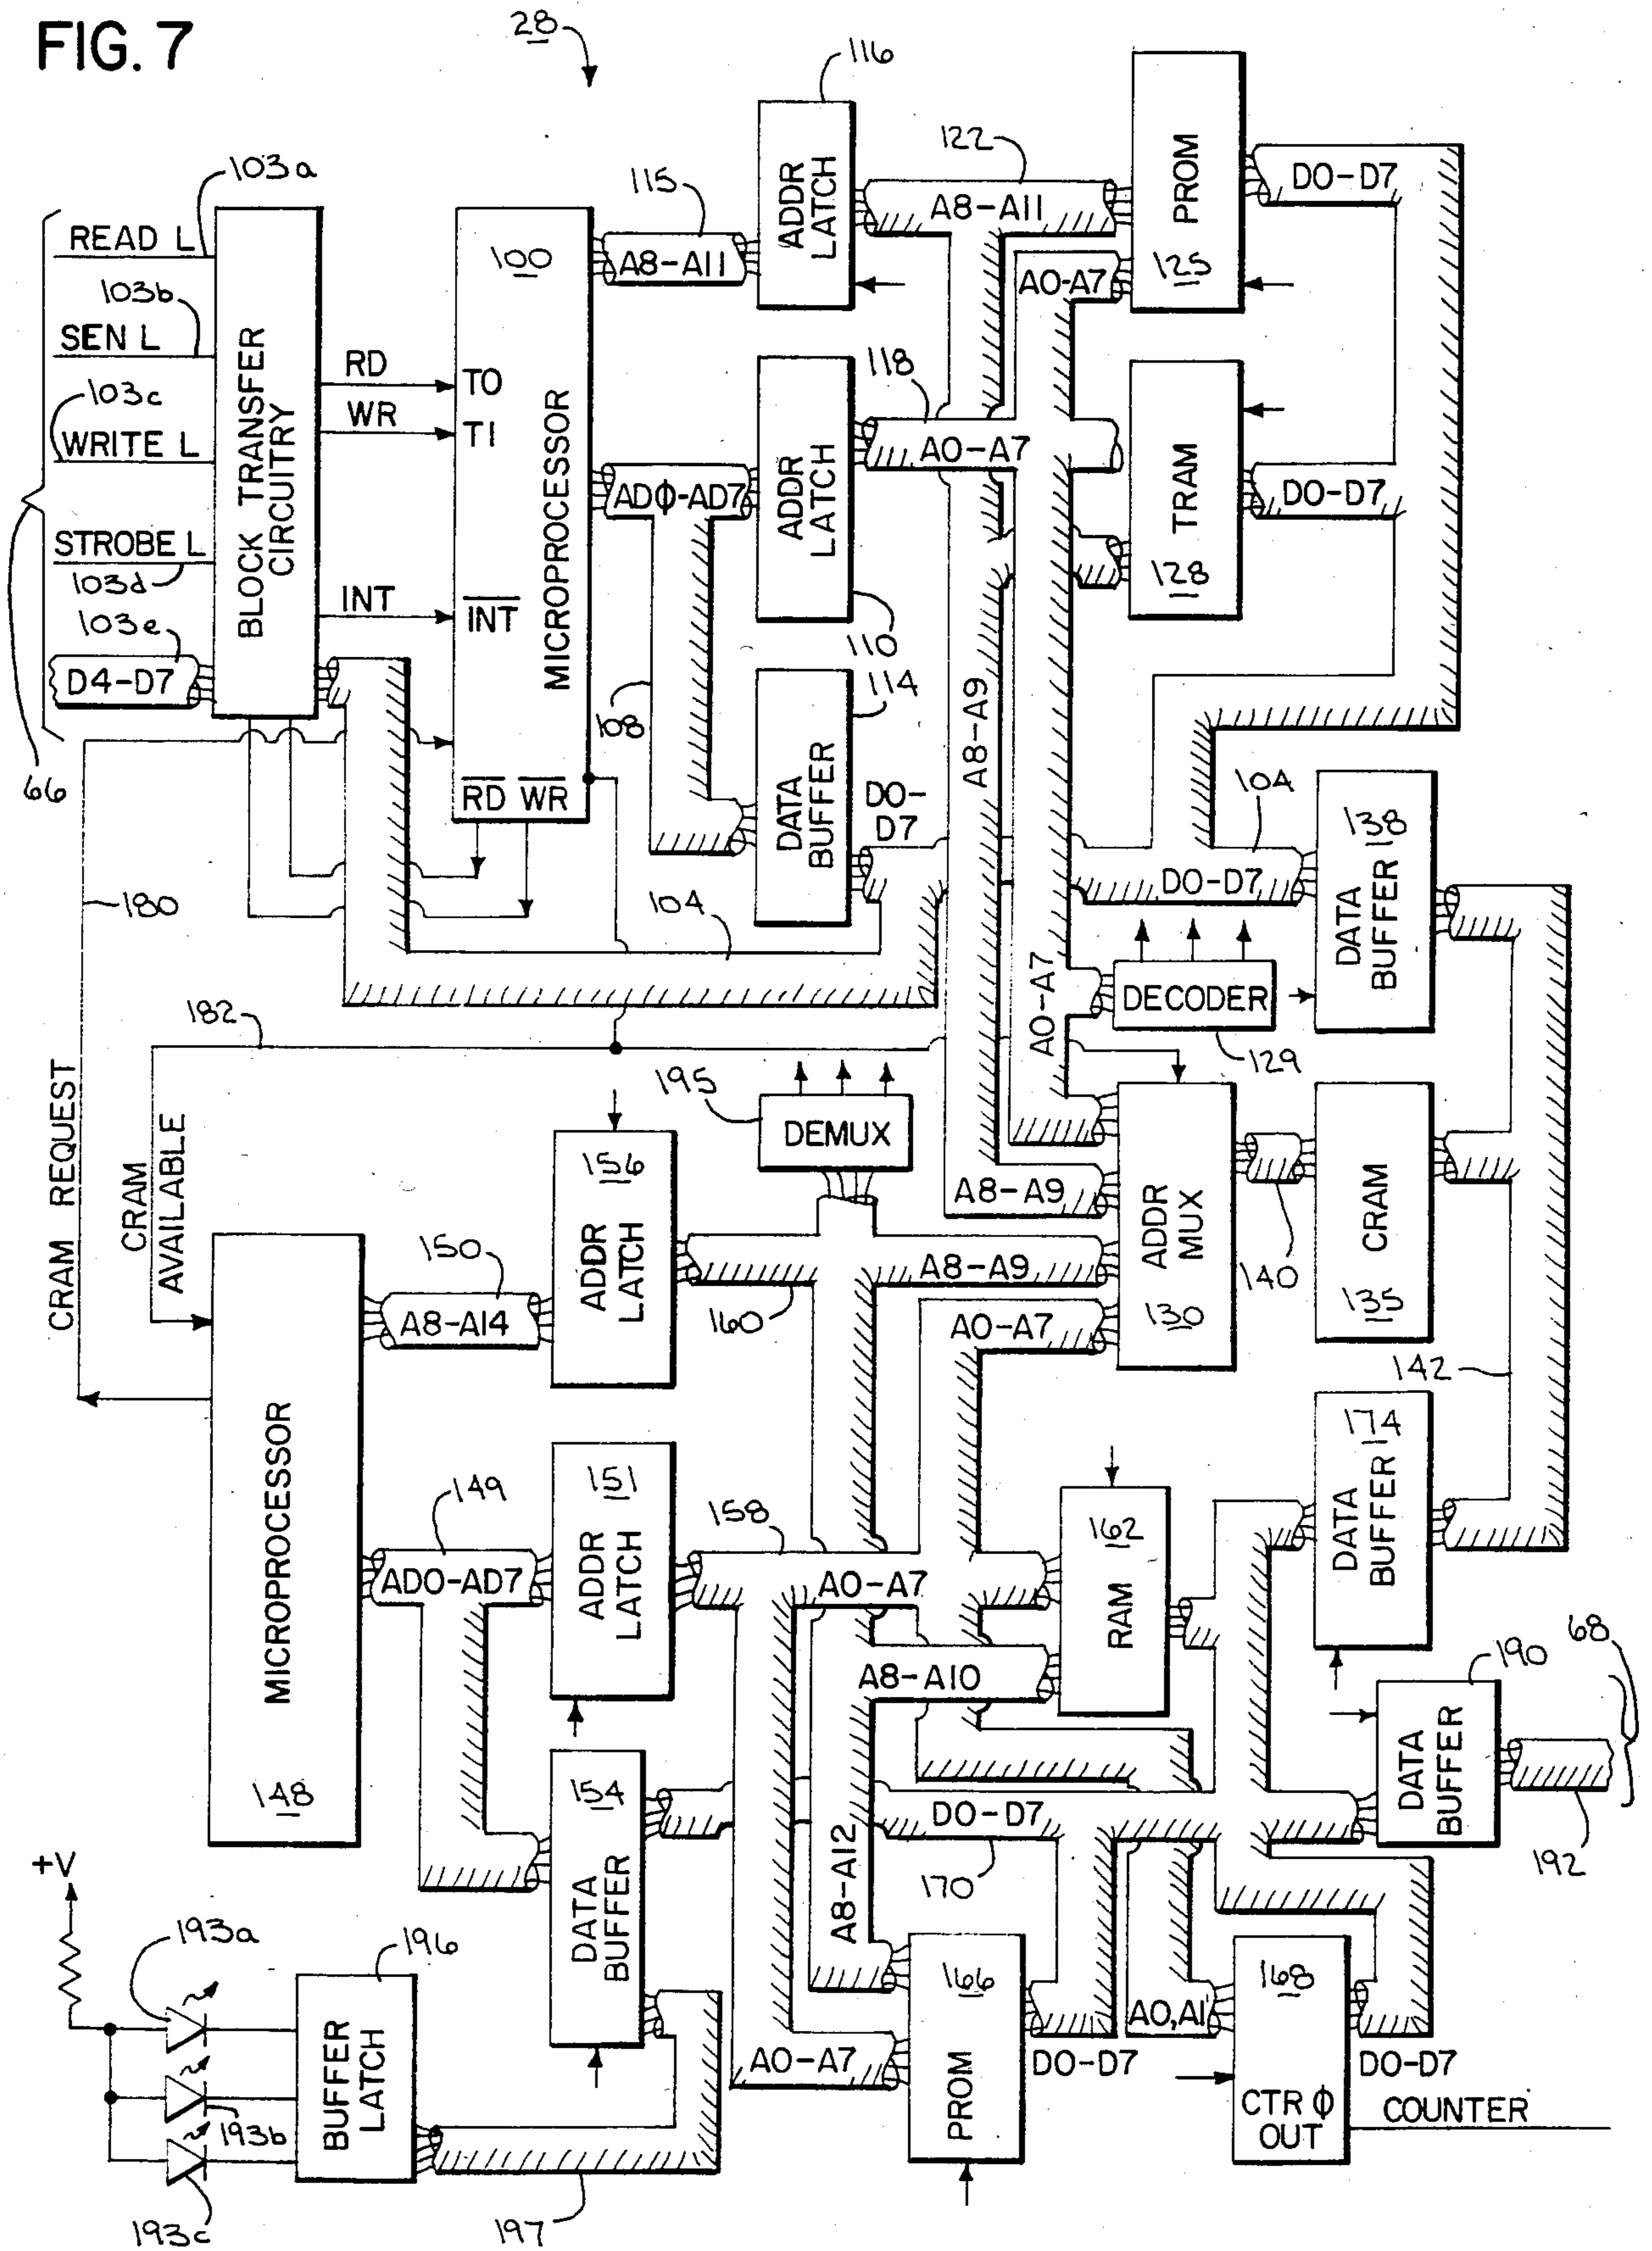 FIG. 7
28
116
122
103a
115
READ L
ADDR LATCH
A8-A11
PROM
125
D0-D7
100
A8-A11
A0-A7
103b
SEN L
103c
WRITE L
BLOCK TRANSFER CIRCUITRY
RD
WR
T0
T1
MICROPROCESSOR
118
ADDR LATCH
A0-A7
TRAM
128
D0-D7
ADϕ-AD7
STROBE L
103d
INT
INT
103e
D4-D7
110
108
114
A8-A9
66
RD WR
DATA BUFFER
D0-
D7
104
138
DATA BUFFER
D0-D7
180
104
A0-A7
DECODER
129
182
195
DEMUX
CRAM REQUEST
CRAM AVAILABLE
156
ADDR LATCH
A8-A9
ADDR MUX
130
CRAM
135
150
A8-A14
160
A8-A9
140
A0-A7
142
MICROPROCESSOR
148
149
AD0-AD7
151
ADDR LATCH
158
A0-A7
162
RAM
174
DATA BUFFER
A8-A10
190
68
DATA BUFFER
192
154
DATA BUFFER
D0-D7
170
A8-A12
+V
193a
196
BUFFER LATCH
193b
193c
197
A0-A7
166
PROM
D0-D7
A0,A1
168
CTR ϕ
OUT
D0-D7
COUNTER